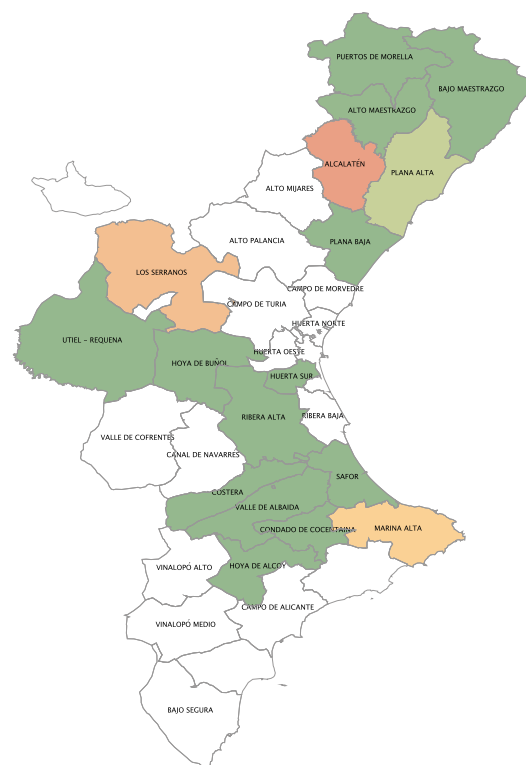 PUERTOS DE MORELLA
BAJO MAESTRAZGO
ALTO MAESTRAZGO
ALCALATÉN
PLANA ALTA
ALTO MIJARES
ALTO PALANCIA
PLANA BAJA
LOS SERRANOS
CAMPO DE MORVEDRE
CAMPO DE TURIA
HUERTA NORTE
UTIEL - REQUENA
HUERTA OESTE
HOYA DE BUÑOL
HUERTA SUR
RIBERA ALTA
RIBERA BAJA
VALLE DE COFRENTES
CANAL DE NAVARRES
SAFOR
COSTERA
VALLE DE ALBAIDA
CONDADO DE COCENTAINA
MARINA ALTA
VINALOPÓ ALTO
HOYA DE ALCOY
CAMPO DE ALICANTE
VINALOPÓ MEDIO
BAJO SEGURA